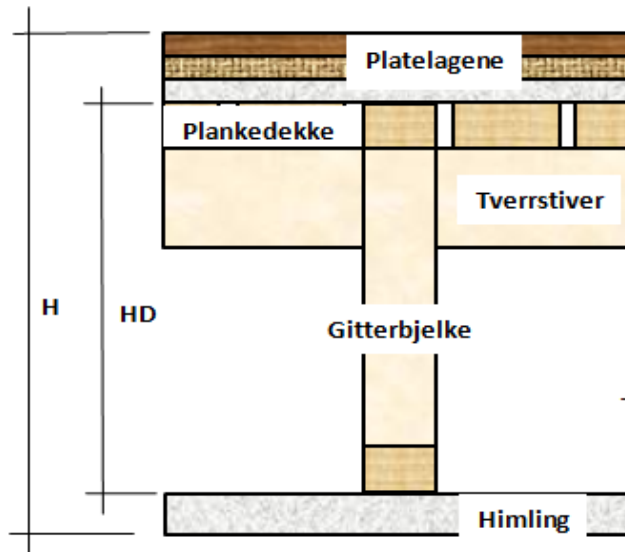 Platelagene
Plankedekke
Tverrstiver
H
HD
Gitterbjelke
Himling